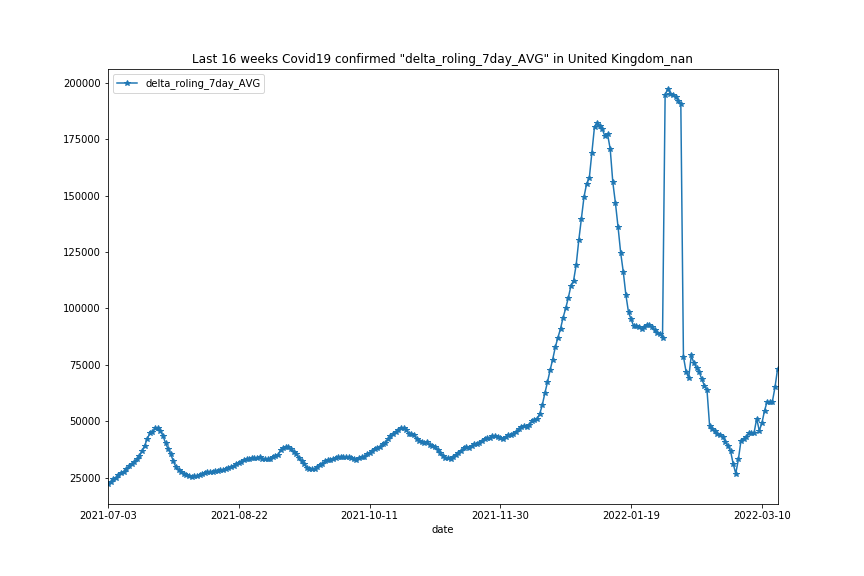 Last 16 weeks Covid19 confirmed "delta_roling_7day_AVG" in United Kingdom_nan
delta_roling_7day_AVG
200000
175000
150000
125000
100000
75000
50000
25000
2021-07-03 2021-08-22 2021-10-11 2021-11-30 2022-01-19 2022-03-10
date